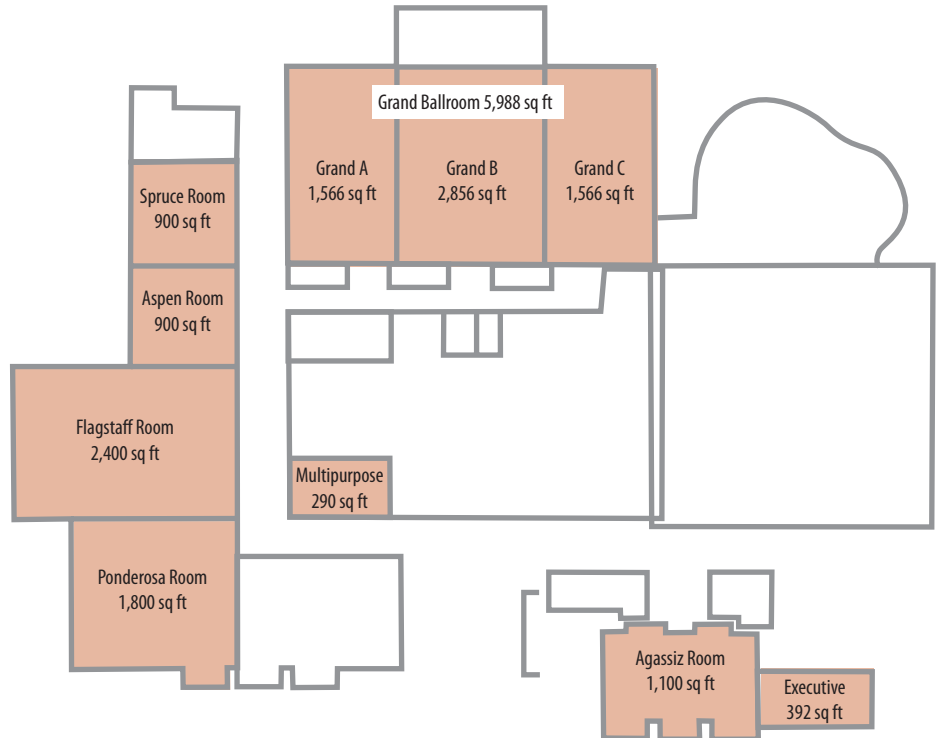 Grand Ballroom 5,988 sq ft
Grand A
1,566 sq ft
Grand B
2,856 sq ft
Grand C
1,566 sq ft
Spruce Room
900 sq ft
Aspen Room
900 sq ft
Flagstaff Room
2,400 sq ft
Multipurpose
290 sq ft
Ponderosa Room
1,800 sq ft
Agassiz Room
1,100 sq ft
Executive
392 sq ft